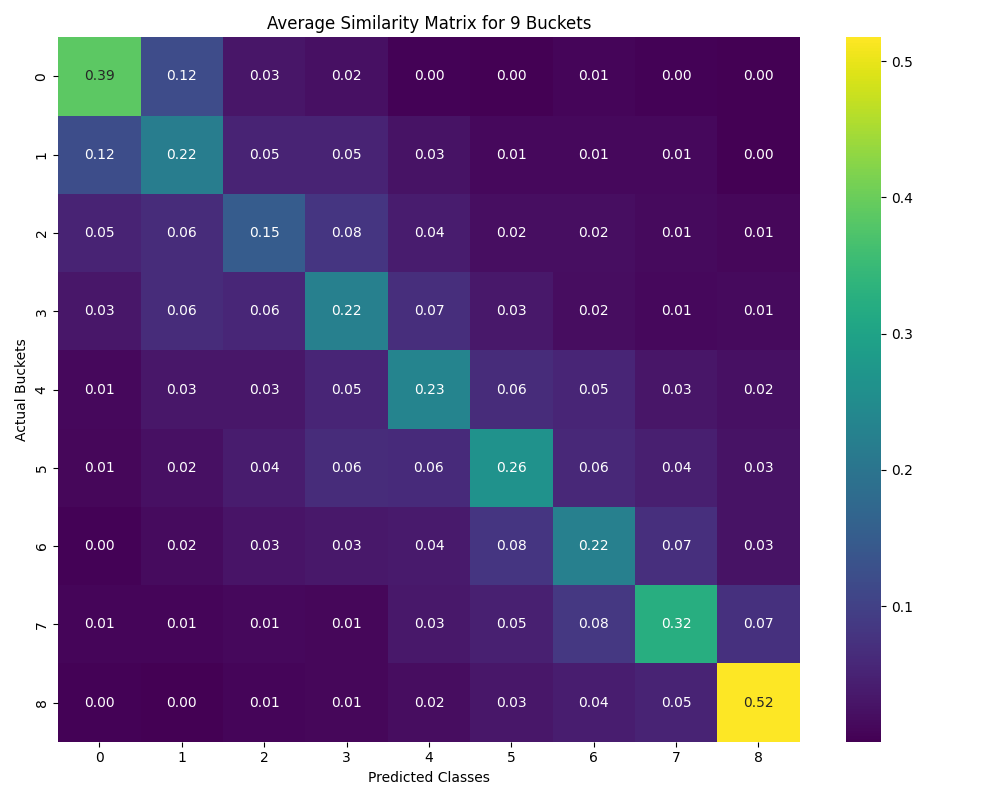 Average Similarity Matrix for 9 Buckets
0 0.39 0.12 0.03 0.02 0.00 0.00 0.01 0.00 0.00
1 0.12 0.22 0.05 0.05 0.03 0.01 0.01 0.01 0.00
2 0.05 0.06 0.15 0.08 0.04 0.02 0.02 0.01 0.01
3 0.03 0.06 0.06 0.22 0.07 0.03 0.02 0.01 0.01
4 0.01 0.03 0.03 0.05 0.23 0.06 0.05 0.03 0.02
5 0.01 0.02 0.04 0.06 0.06 0.26 0.06 0.04 0.03
6 0.00 0.02 0.03 0.03 0.04 0.08 0.22 0.07 0.03
7 0.01 0.01 0.01 0.01 0.03 0.05 0.08 0.32 0.07
8 0.00 0.00 0.01 0.01 0.02 0.03 0.04 0.05 0.52
0 1 2 3 4 5 6 7 8
Predicted Classes
Actual Buckets
0.5
0.4
0.3
0.2
0.1